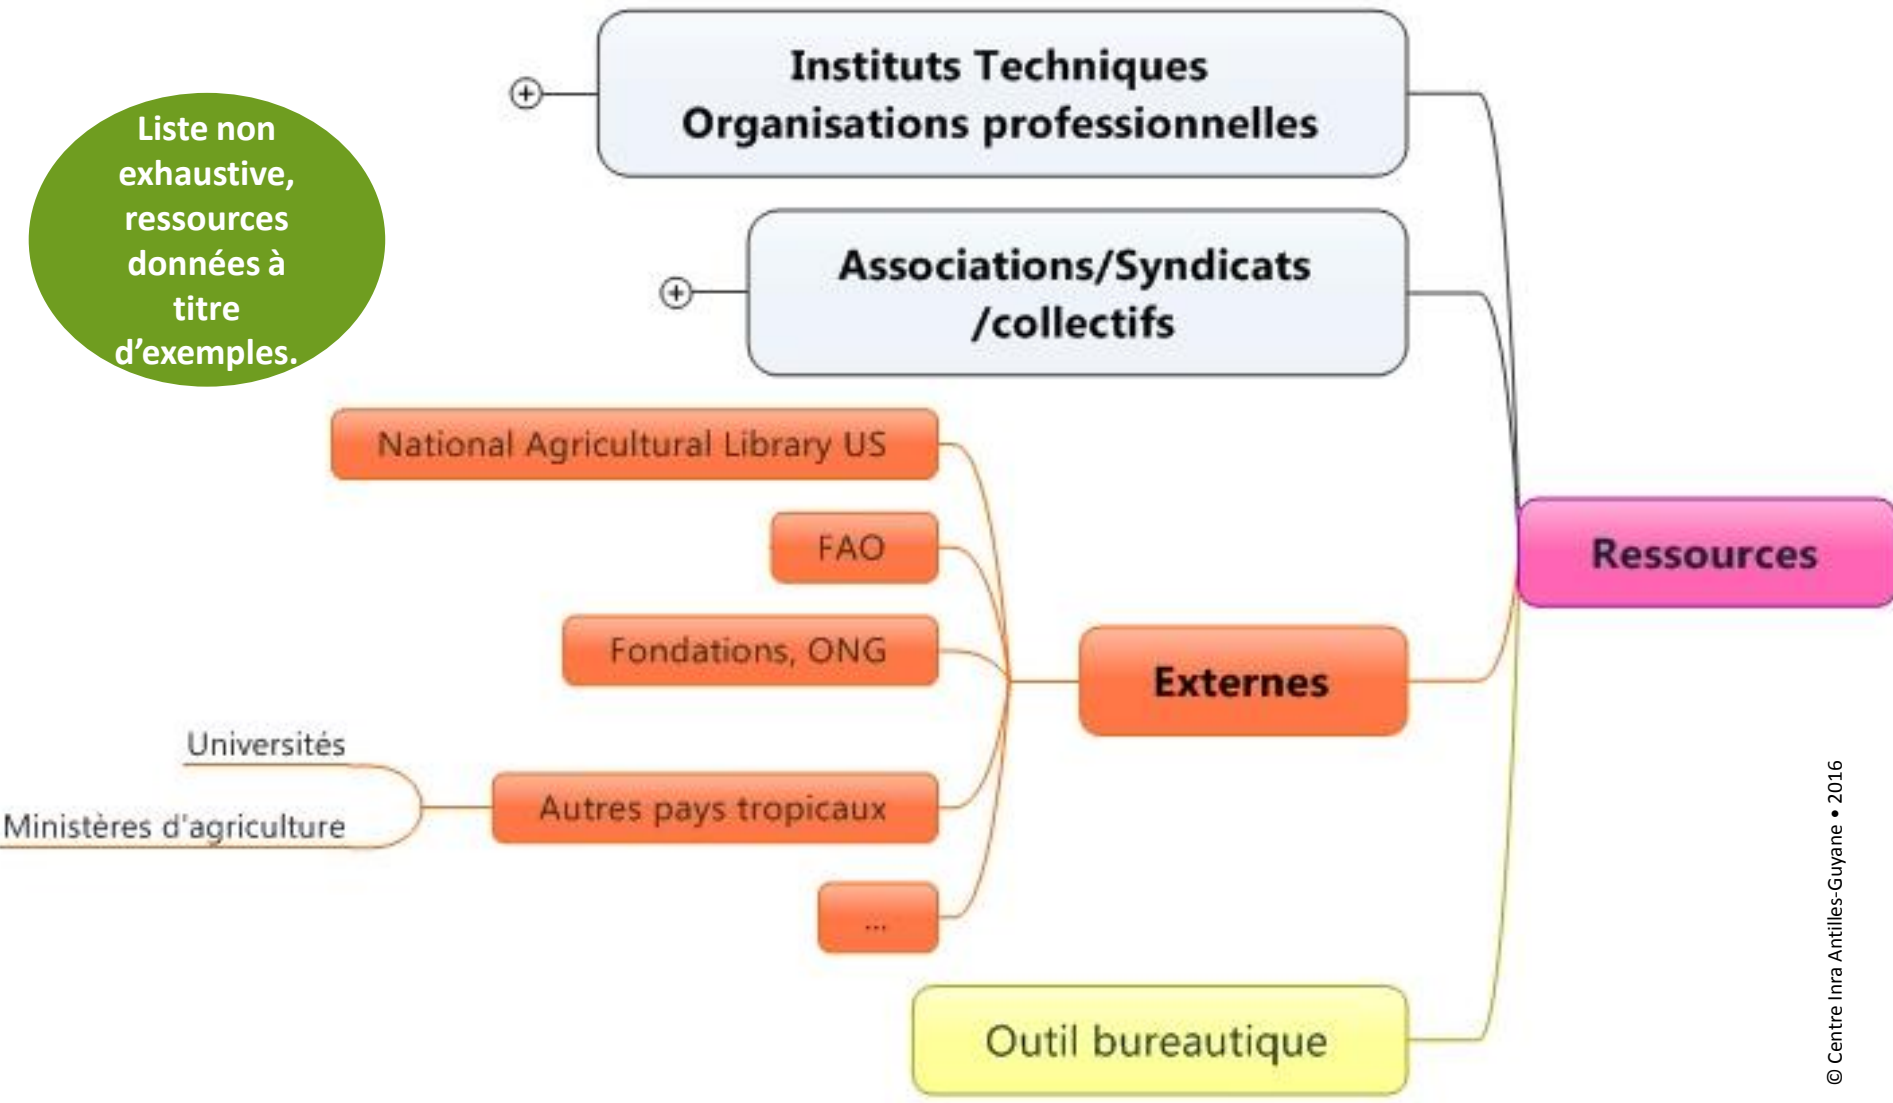 Instituts Techniques
Organisations professionnelles
Liste non
exhaustive,
ressources
données à
titre
d’exemples.
Associations/Syndicats
/collectifs
National Agricultural Library US
FAO
Ressources
Fondations, ONG
Externes
Universités
Autres pays tropicaux
Ministères d'agriculture
...
Outil bureautique
© Centre Inra Antilles-Guyane • 2016